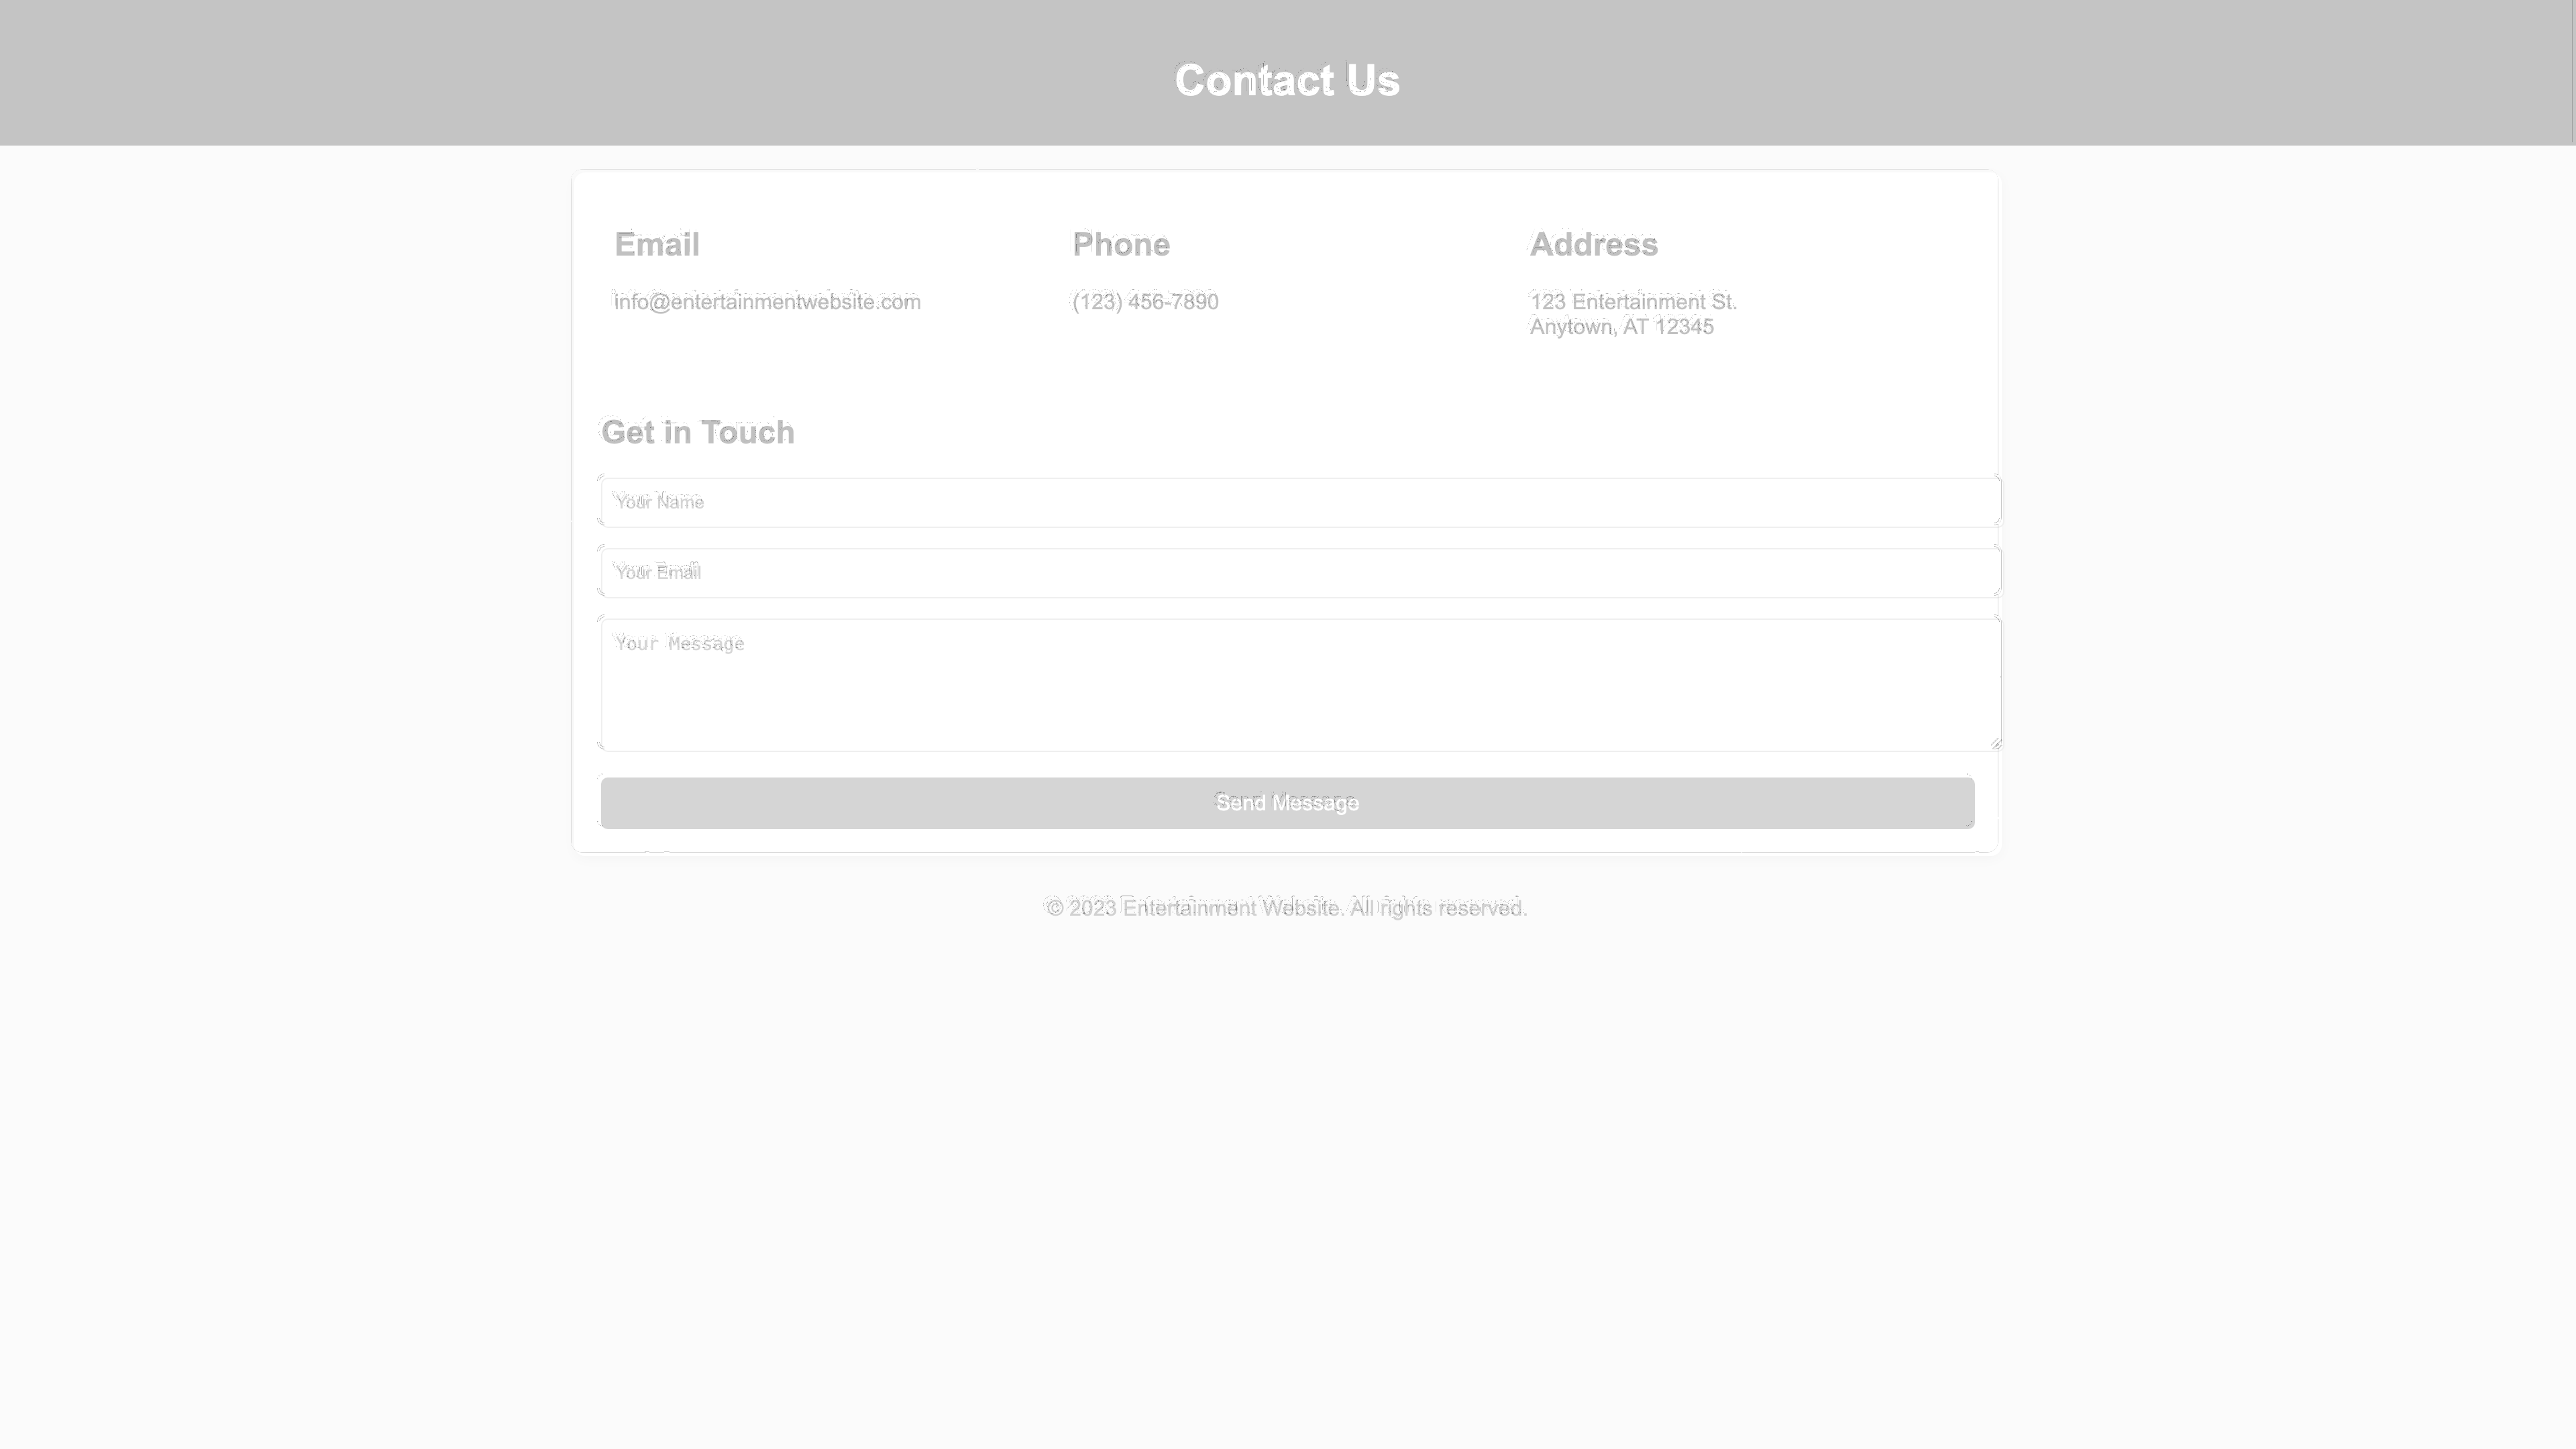 Contact Us
Email
info@entertainmentwebsite.com
Phone
(123) 456-7890
Address
123 Entertainment St.
Anytown, AT 12345
Get in Touch
Your Name
Your Email
Your Message
Send Message
© 2023 Entertainment Website. All rights reserved.